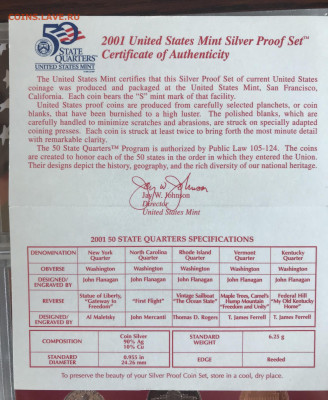 COINS.LAVE.RU
50
STATE
QUARTERS
UNITED STATES MINT
2001 United States Mint Silver Proof Set™
Certificate of Authenticity
The United States Mint certifies that this Silver Proof Set of current United States
coinage was produced and packaged at the United States Mint, San Francisco,
California. Each coin bears the "S" mint mark of that facility.
United States proof coins are produced from carefully selected planchets, or coin
blanks, that have been burnished to a high luster. The polished blanks, which are
carefully handled to minimize scratches and abrasions, are struck on specially adapted
coining presses. Each coin is struck at least twice to bring forth the most minute detail
with remarkable clarity.
The 50 State Quarters™ Program is authorized by Public Law 105-124. The coins
are created to honor each of the 50 states in the order in which they entered the Union.
Their designs depict the history, geography, and the rich diversity of our national heritage.
Jay W. Johnson
Jay W. Johnson
Director
United States Mint
2001 50 STATE QUARTERS SPECIFICATIONS
DENOMINATION New York Quarter North Carolina Quarter Rhode Island Quarter Vermont Quarter Kentucky Quarter
OBVERSE Washington Washington Washington Washington Washington
DESIGNED/ ENGRAVED BY John Flanagan John Flanagan John Flanagan John Flanagan John Flanagan
REVERSE Statue of Liberty, "Gateway to Freedom" "First Flight" Vintage Sailboat "The Ocean State" Maple Trees, Camel's Hump Mountain "Freedom and Unity" Federal Hill "My Old Kentucky Home"
DESIGNED/ ENGRAVED BY Al Maletsky John Mercanti Thomas D. Rogers T. James Ferrell T. James Ferrell
COMPOSITION Coin Silver 90% Ag 10% Cu STANDARD WEIGHT 6.25 g
STANDARD DIAMETER 0.955 in 24.26 mm EDGE Reeded
To preserve the beauty of your Silver Proof Coin Set, store in a cool, dry place.